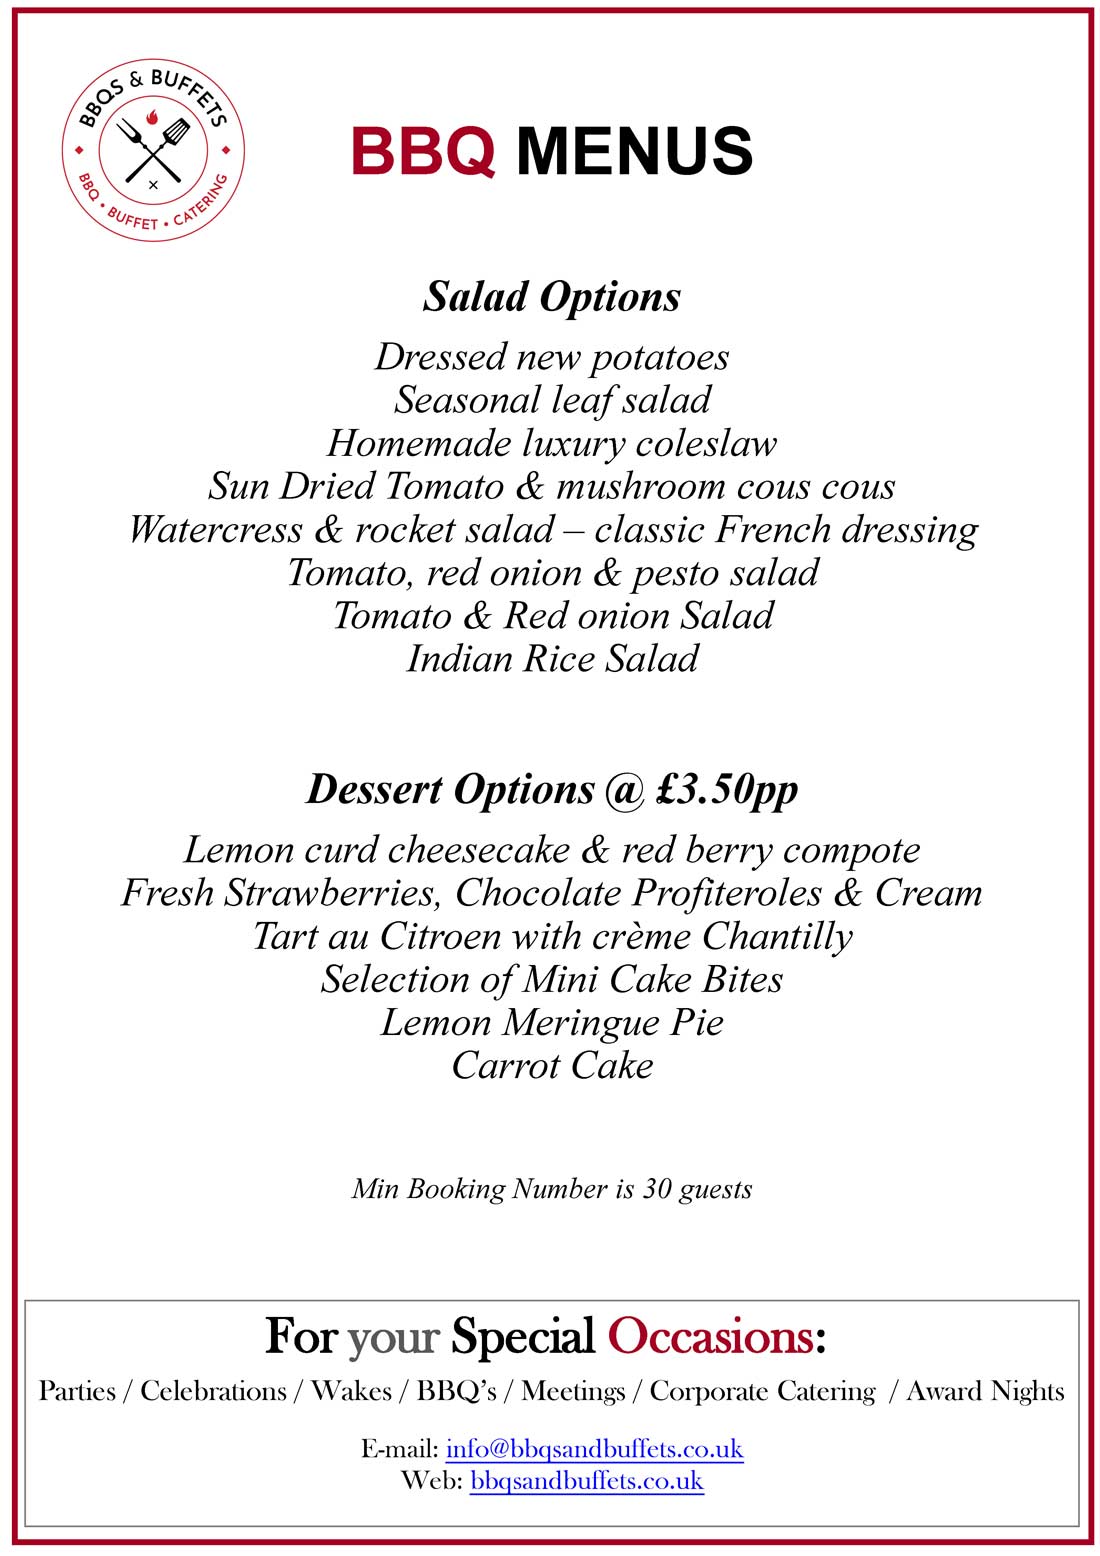 BBQS & BUFFETS
BBQ • BUFFET • CATERING
BBQ MENUS
Salad Options
Dressed new potatoes
Seasonal leaf salad
Homemade luxury coleslaw
Sun Dried Tomato & mushroom cous cous
Watercress & rocket salad – classic French dressing
Tomato, red onion & pesto salad
Tomato & Red onion Salad
Indian Rice Salad
Dessert Options @ £3.50pp
Lemon curd cheesecake & red berry compote
Fresh Strawberries, Chocolate Profiteroles & Cream
Tart au Citroen with crème Chantilly
Selection of Mini Cake Bites
Lemon Meringue Pie
Carrot Cake
Min Booking Number is 30 guests
For your Special Occasions:
Parties / Celebrations / Wakes / BBQ’s / Meetings / Corporate Catering / Award Nights
E-mail: info@bbqsandbuffets.co.uk
Web: bbqsandbuffets.co.uk